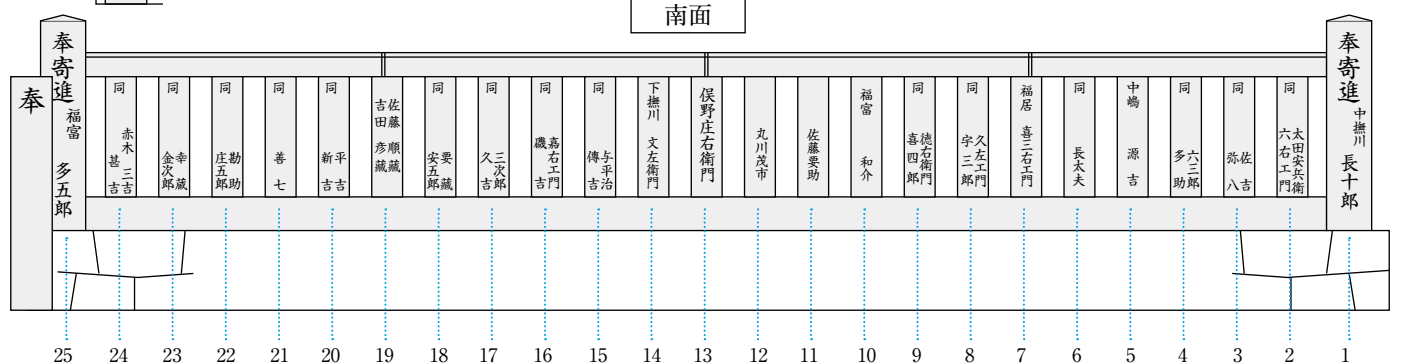 南面
奉寄進 中撫川 長十郎
同 太田安兵衛
六右エ門
同 佐吉
弥八
同 六三郎
多助
中嶋 源吉
同 長太夫
福居 喜三右エ門
同 久左エ門
宇三郎
同 徳右衛門
喜四郎
福富 和介
佐藤要助
丸川茂市
俣野庄右衛門
下撫川 文左衛門
同 与平治
傳吉
同 嘉右エ門
磯吉
同 三次郎
久吉
同 要蔵
安五郎
佐藤順藏
吉田彦藏
同 平吉
新吉
同 善七
同 勘助
庄五郎
同 幸蔵
金次郎
同 赤木三吉
甚吉
奉寄進 福富 多五郎
奉
25 24 23 22 21 20 19 18 17 16 15 14 13 12 11 10 9 8 7 6 5 4 3 2 1